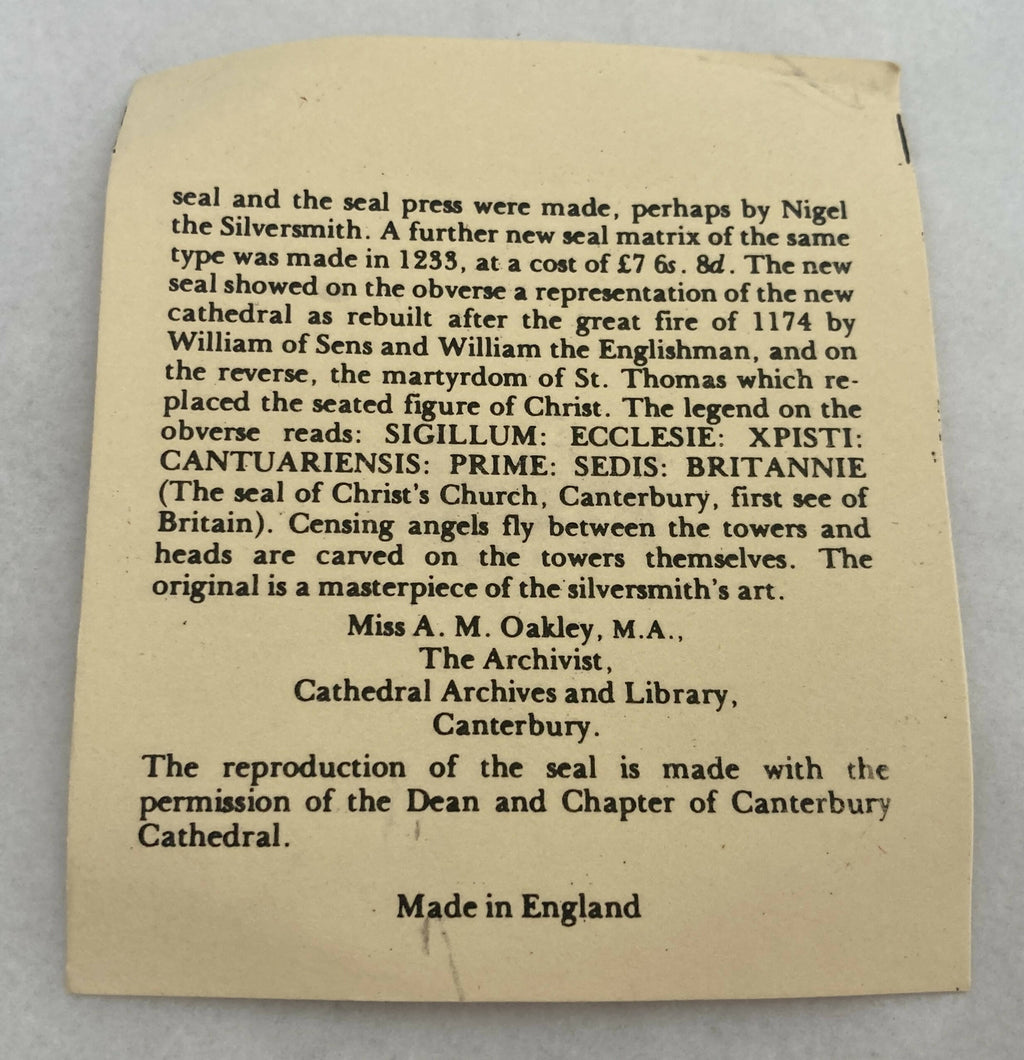 seal and the seal press were made, perhaps by Nigel
the Silversmith. A further new seal matrix of the same
type was made in 1233, at a cost of £7 6s. 8d. The new
seal showed on the obverse a representation of the new
cathedral as rebuilt after the great fire of 1174 by
William of Sens and William the Englishman, and on
the reverse, the martyrdom of St. Thomas which re-
placed the seated figure of Christ. The legend on the
obverse reads: SIGILLUM: ECCLESIE: XPISTI:
CANTUARIENSIS: PRIME: SEDIS: BRITANNIE
(The seal of Christ's Church, Canterbury, first see of
Britain). Censing angels fly between the towers and
heads are carved on the towers themselves. The
original is a masterpiece of the silversmith's art.
Miss A. M. Oakley, M.A.,
The Archivist,
Cathedral Archives and Library,
Canterbury.
The reproduction of the seal is made with the
permission of the Dean and Chapter of Canterbury
Cathedral.
Made in England